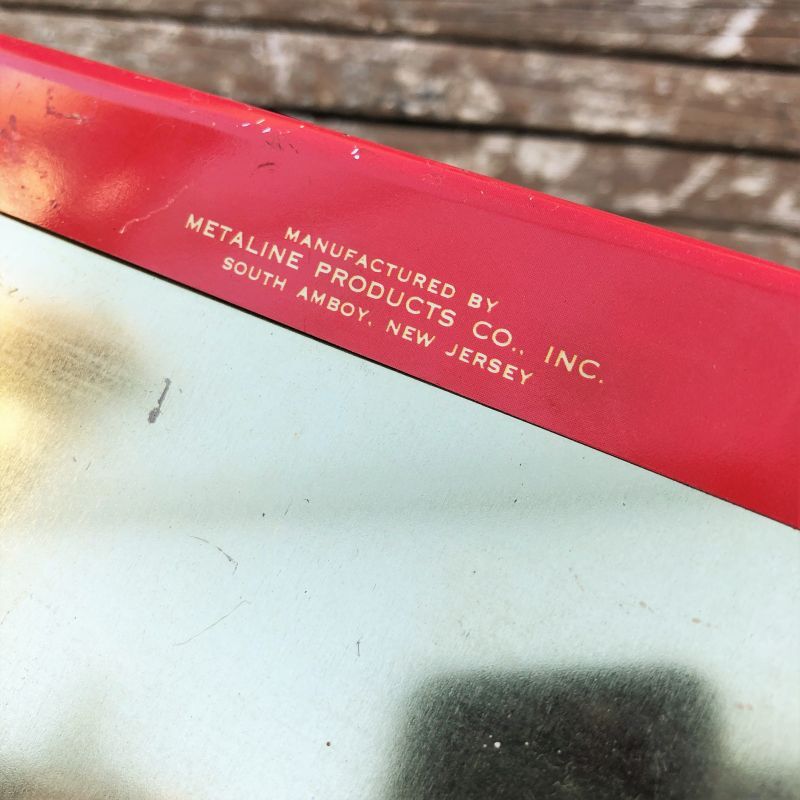 MANUFACTURED BY
METALINE PRODUCTS CO., INC.
SOUTH AMBOY, NEW JERSEY